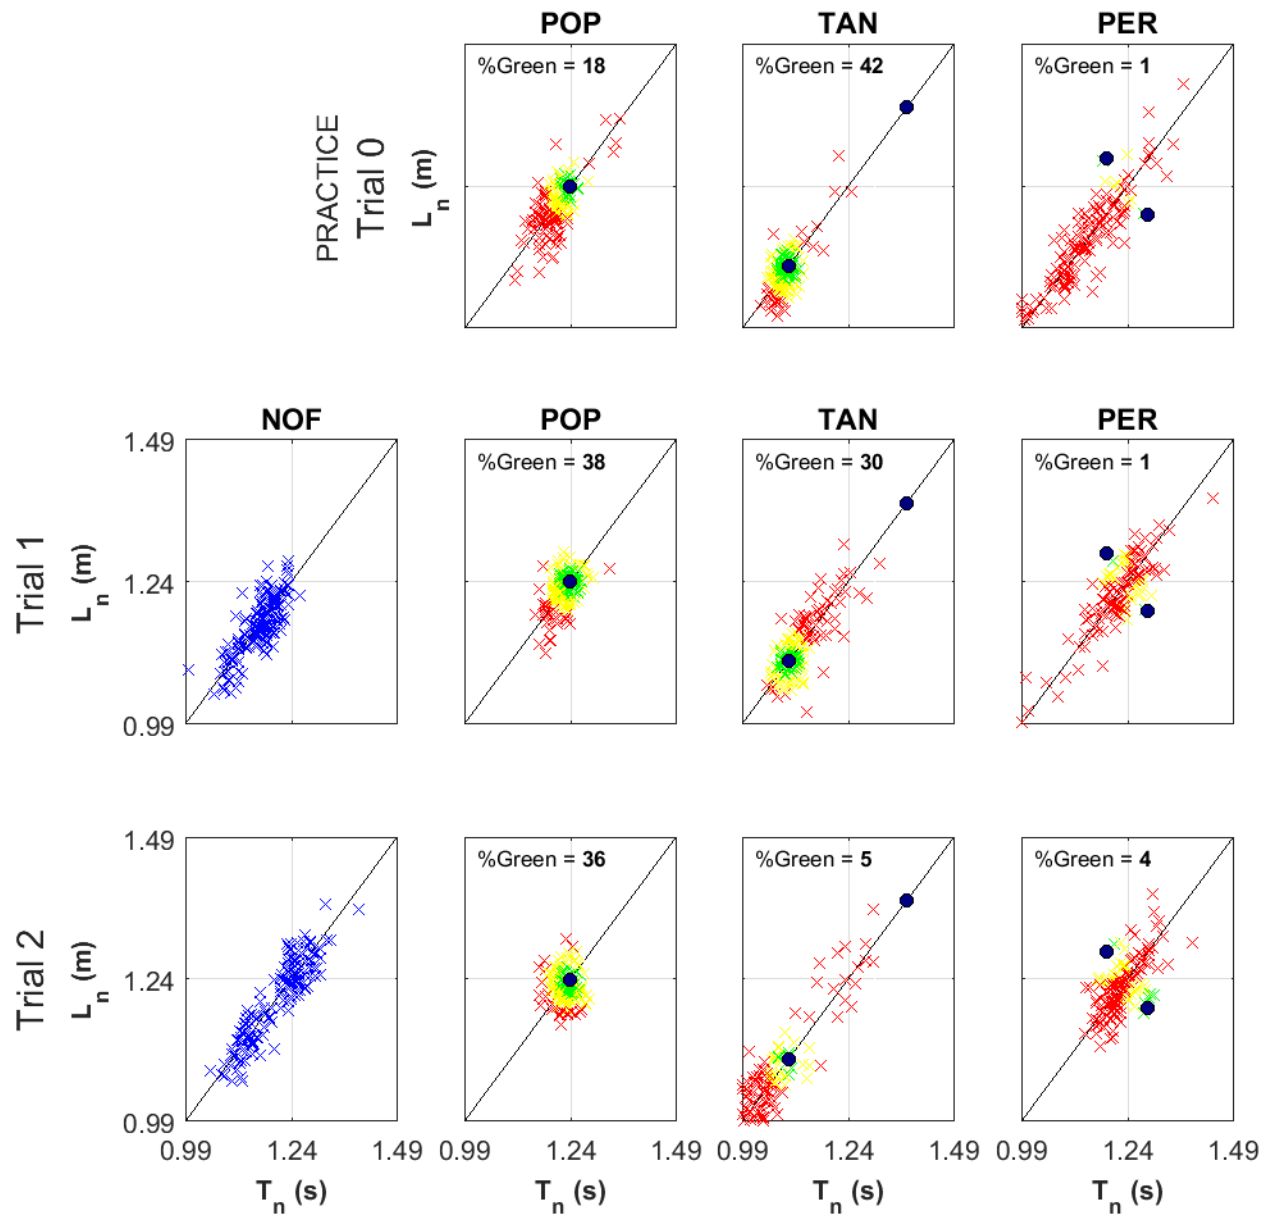 POP TAN PER
%Green = 18 %Green = 42 %Green = 1
PRACTICE
Trial 0
L_n (m)
NOF POP TAN PER
%Green = 38 %Green = 30 %Green = 1
Trial 1
L_n (m)
1.49
1.24
0.99
%Green = 36 %Green = 5 %Green = 4
Trial 2
L_n (m)
1.49
1.24
0.99
0.99 1.24 1.49 0.99 1.24 1.49 0.99 1.24 1.49 0.99 1.24 1.49
T_n (s) T_n (s) T_n (s) T_n (s)